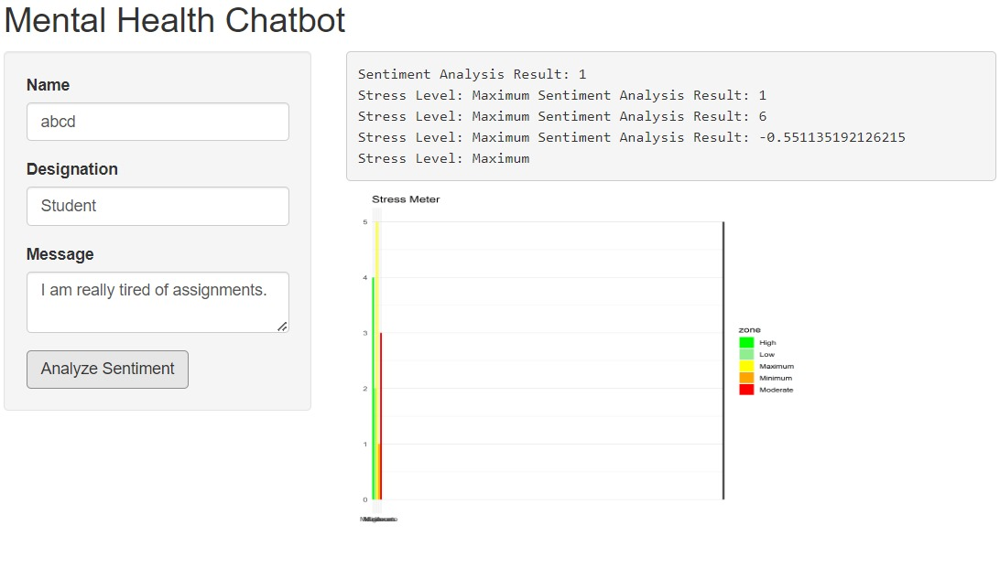 Mental Health Chatbot
Name
abcd
Designation
Student
Message
I am really tired of assignments.
Analyze Sentiment
Sentiment Analysis Result: 1
Stress Level: Maximum Sentiment Analysis Result: 1
Stress Level: Maximum Sentiment Analysis Result: 6
Stress Level: Maximum Sentiment Analysis Result: -0.551135192126215
Stress Level: Maximum
Stress Meter
5
4
3
2
1
0
zone
High
Low
Maximum
Minimum
Moderate